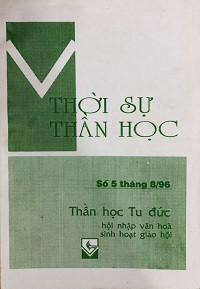 THỜI SỰ
THẦN HỌC
Số 5 tháng 8/96
Thần học Tu đức
hội nhập văn hoà
sinh hoạt giáo hội